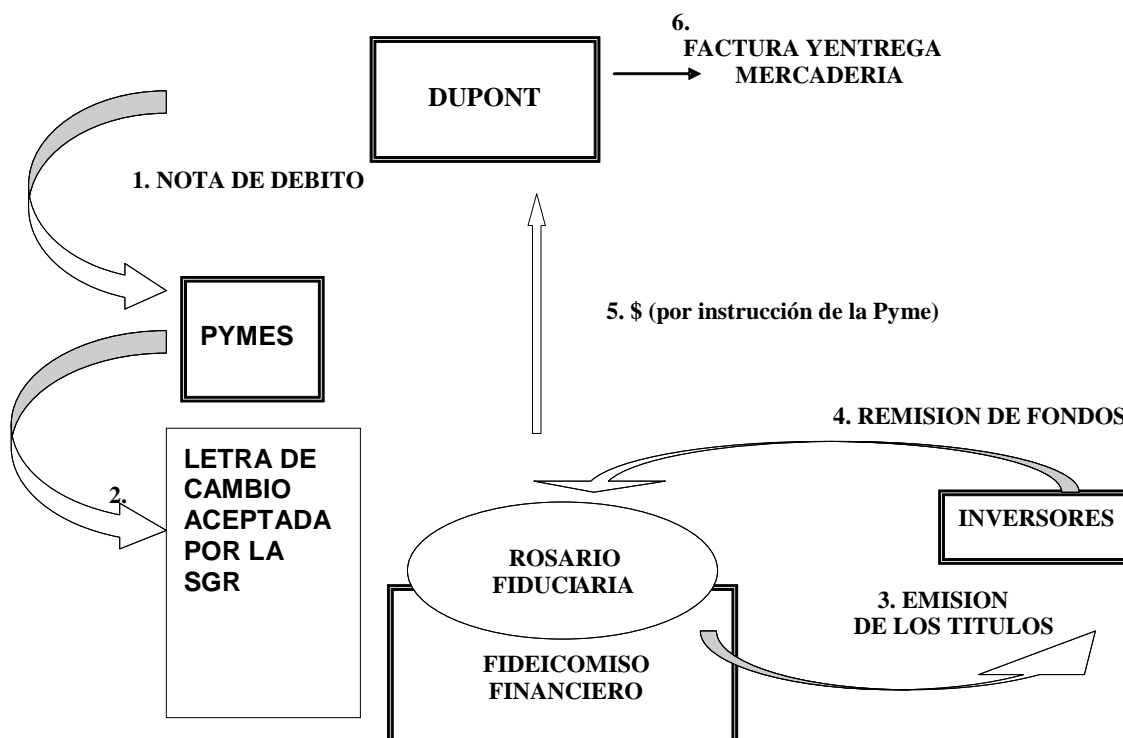 6.
FACTURA YENTREGA
MERCADERIA
DUPONT
1. NOTA DE DEBITO
PYMES
5. $ (por instrucción de la Pyme)
4. REMISION DE FONDOS
2.
LETRA DE
CAMBIO
ACEPTADA
POR LA
SGR
INVERSORES
ROSARIO
FIDUCIARIA
3. EMISION
DE LOS TITULOS
FIDEICOMISO
FINANCIERO